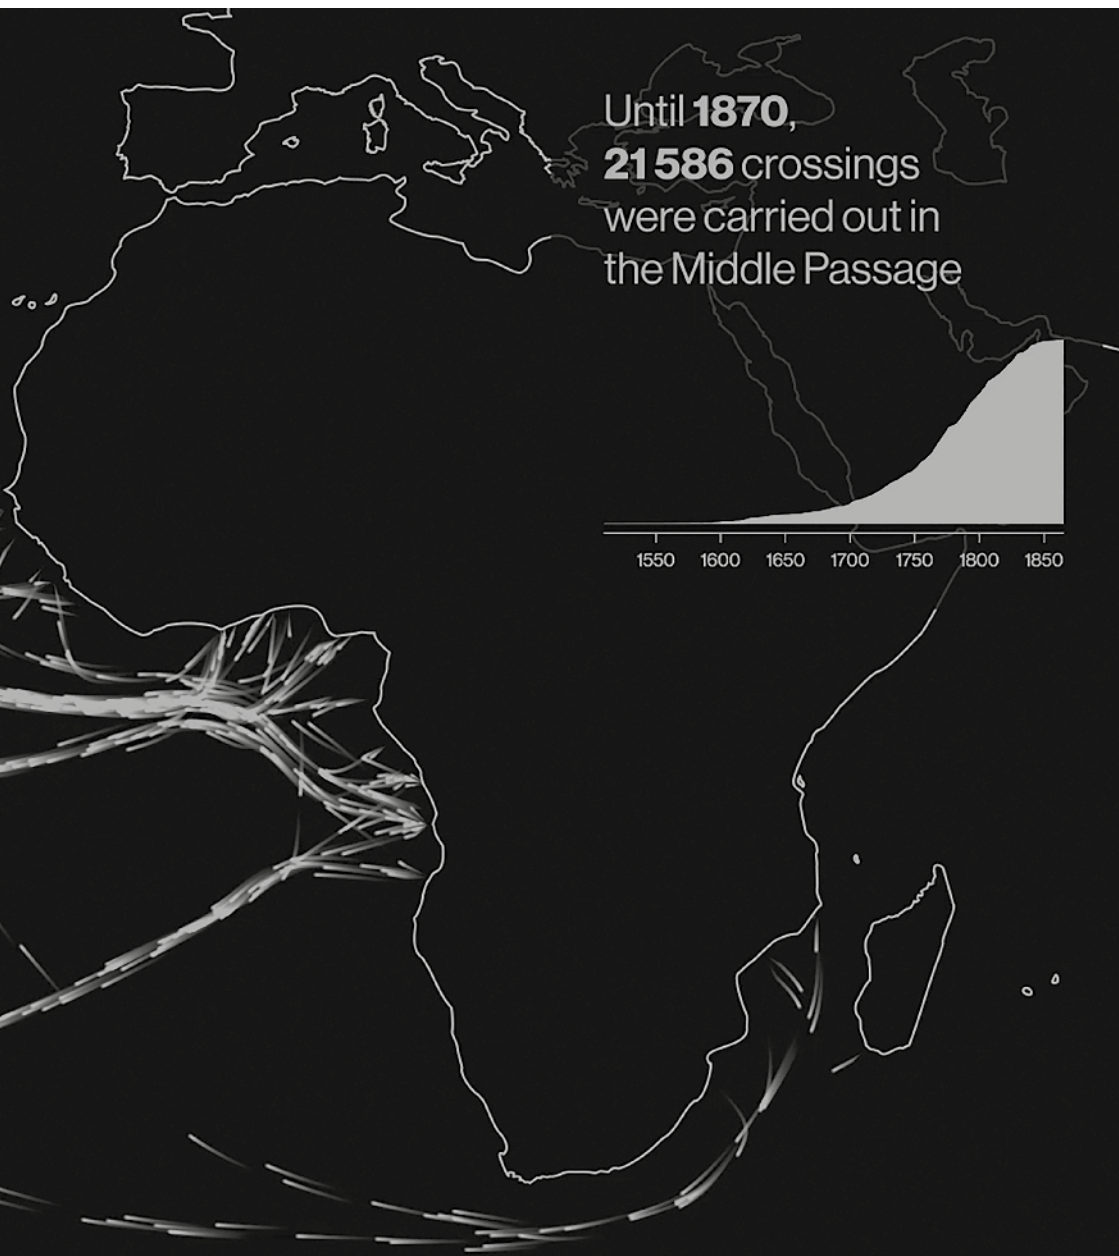 Until 1870,
21 586 crossings
were carried out in
the Middle Passage
1550 1600 1650 1700 1750 1800 1850